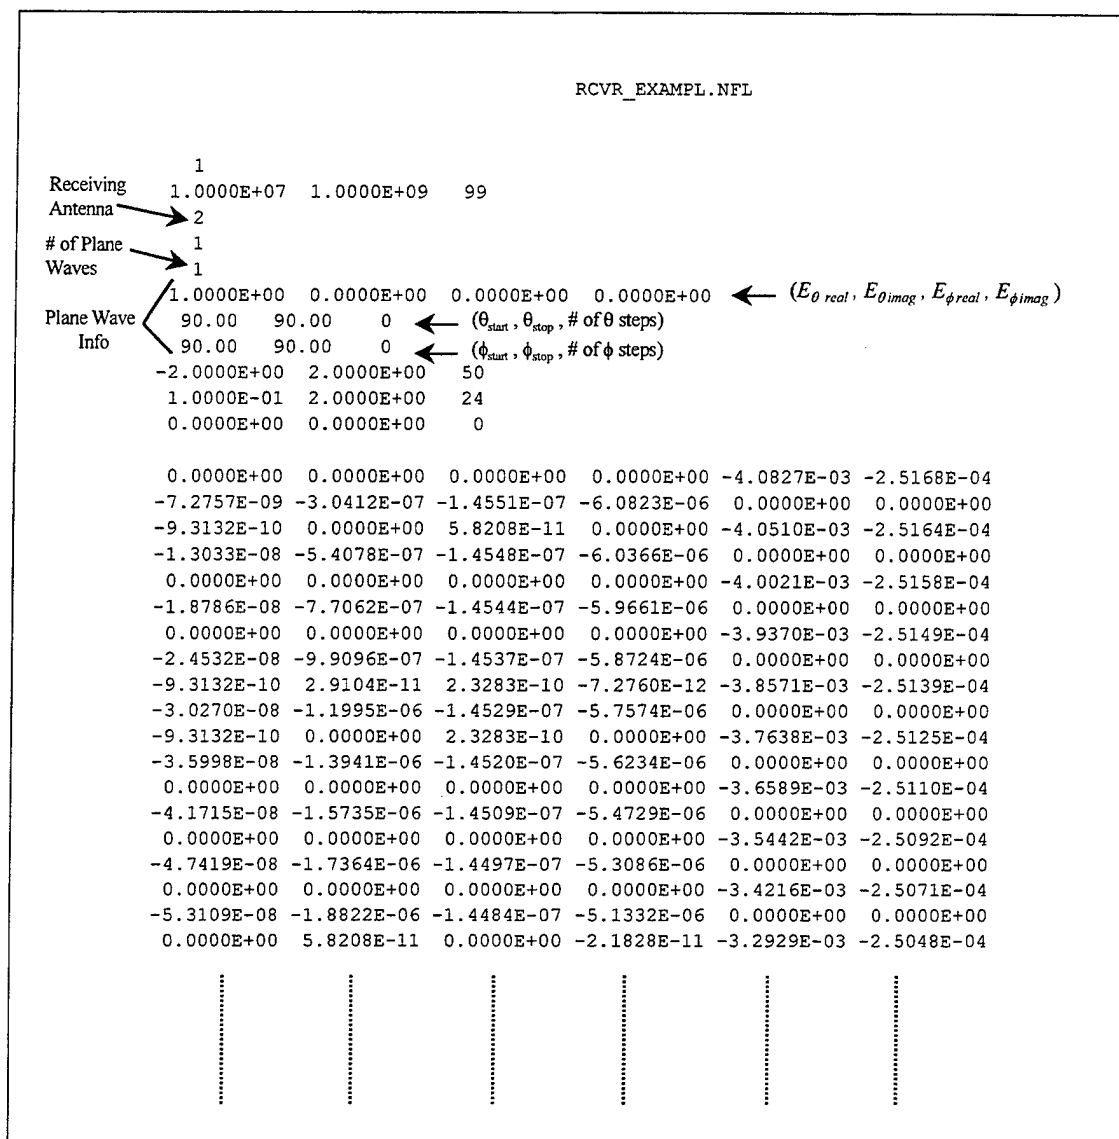 RCVR_EXAMPL.NFL
1
Receiving
Antenna
1.0000E+07 1.0000E+09 99
2
# of Plane
Waves
1
1
1.0000E+00 0.0000E+00 0.0000E+00 0.0000E+00 (Eθ real, Eθ imag, Eϕ real, Eϕ imag)
Plane Wave
Info
90.00 90.00 0 (θstart, θstop, # of θ steps)
90.00 90.00 0 (ϕstart, ϕstop, # of ϕ steps)
-2.0000E+00 2.0000E+00 50
1.0000E-01 2.0000E+00 24
0.0000E+00 0.0000E+00 0
0.0000E+00 0.0000E+00 0.0000E+00 0.0000E+00 -4.0827E-03 -2.5168E-04
-7.2757E-09 -3.0412E-07 -1.4551E-07 -6.0823E-06 0.0000E+00 0.0000E+00
-9.3132E-10 0.0000E+00 5.8208E-11 0.0000E+00 -4.0510E-03 -2.5164E-04
-1.3033E-08 -5.4078E-07 -1.4548E-07 -6.0366E-06 0.0000E+00 0.0000E+00
0.0000E+00 0.0000E+00 0.0000E+00 0.0000E+00 -4.0021E-03 -2.5158E-04
-1.8786E-08 -7.7062E-07 -1.4544E-07 -5.9661E-06 0.0000E+00 0.0000E+00
0.0000E+00 0.0000E+00 0.0000E+00 0.0000E+00 -3.9370E-03 -2.5149E-04
-2.4532E-08 -9.9096E-07 -1.4537E-07 -5.8724E-06 0.0000E+00 0.0000E+00
-9.3132E-10 2.9104E-11 2.3283E-10 -7.2760E-12 -3.8571E-03 -2.5139E-04
-3.0270E-08 -1.1995E-06 -1.4529E-07 -5.7574E-06 0.0000E+00 0.0000E+00
-9.3132E-10 0.0000E+00 2.3283E-10 0.0000E+00 -3.7638E-03 -2.5125E-04
-3.5998E-08 -1.3941E-06 -1.4520E-07 -5.6234E-06 0.0000E+00 0.0000E+00
0.0000E+00 0.0000E+00 0.0000E+00 0.0000E+00 -3.6589E-03 -2.5110E-04
-4.1715E-08 -1.5735E-06 -1.4509E-07 -5.4729E-06 0.0000E+00 0.0000E+00
0.0000E+00 0.0000E+00 0.0000E+00 0.0000E+00 -3.5442E-03 -2.5092E-04
-4.7419E-08 -1.7364E-06 -1.4497E-07 -5.3086E-06 0.0000E+00 0.0000E+00
0.0000E+00 0.0000E+00 0.0000E+00 0.0000E+00 -3.4216E-03 -2.5071E-04
-5.3109E-08 -1.8822E-06 -1.4484E-07 -5.1332E-06 0.0000E+00 0.0000E+00
0.0000E+00 5.8208E-11 0.0000E+00 -2.1828E-11 -3.2929E-03 -2.5048E-04